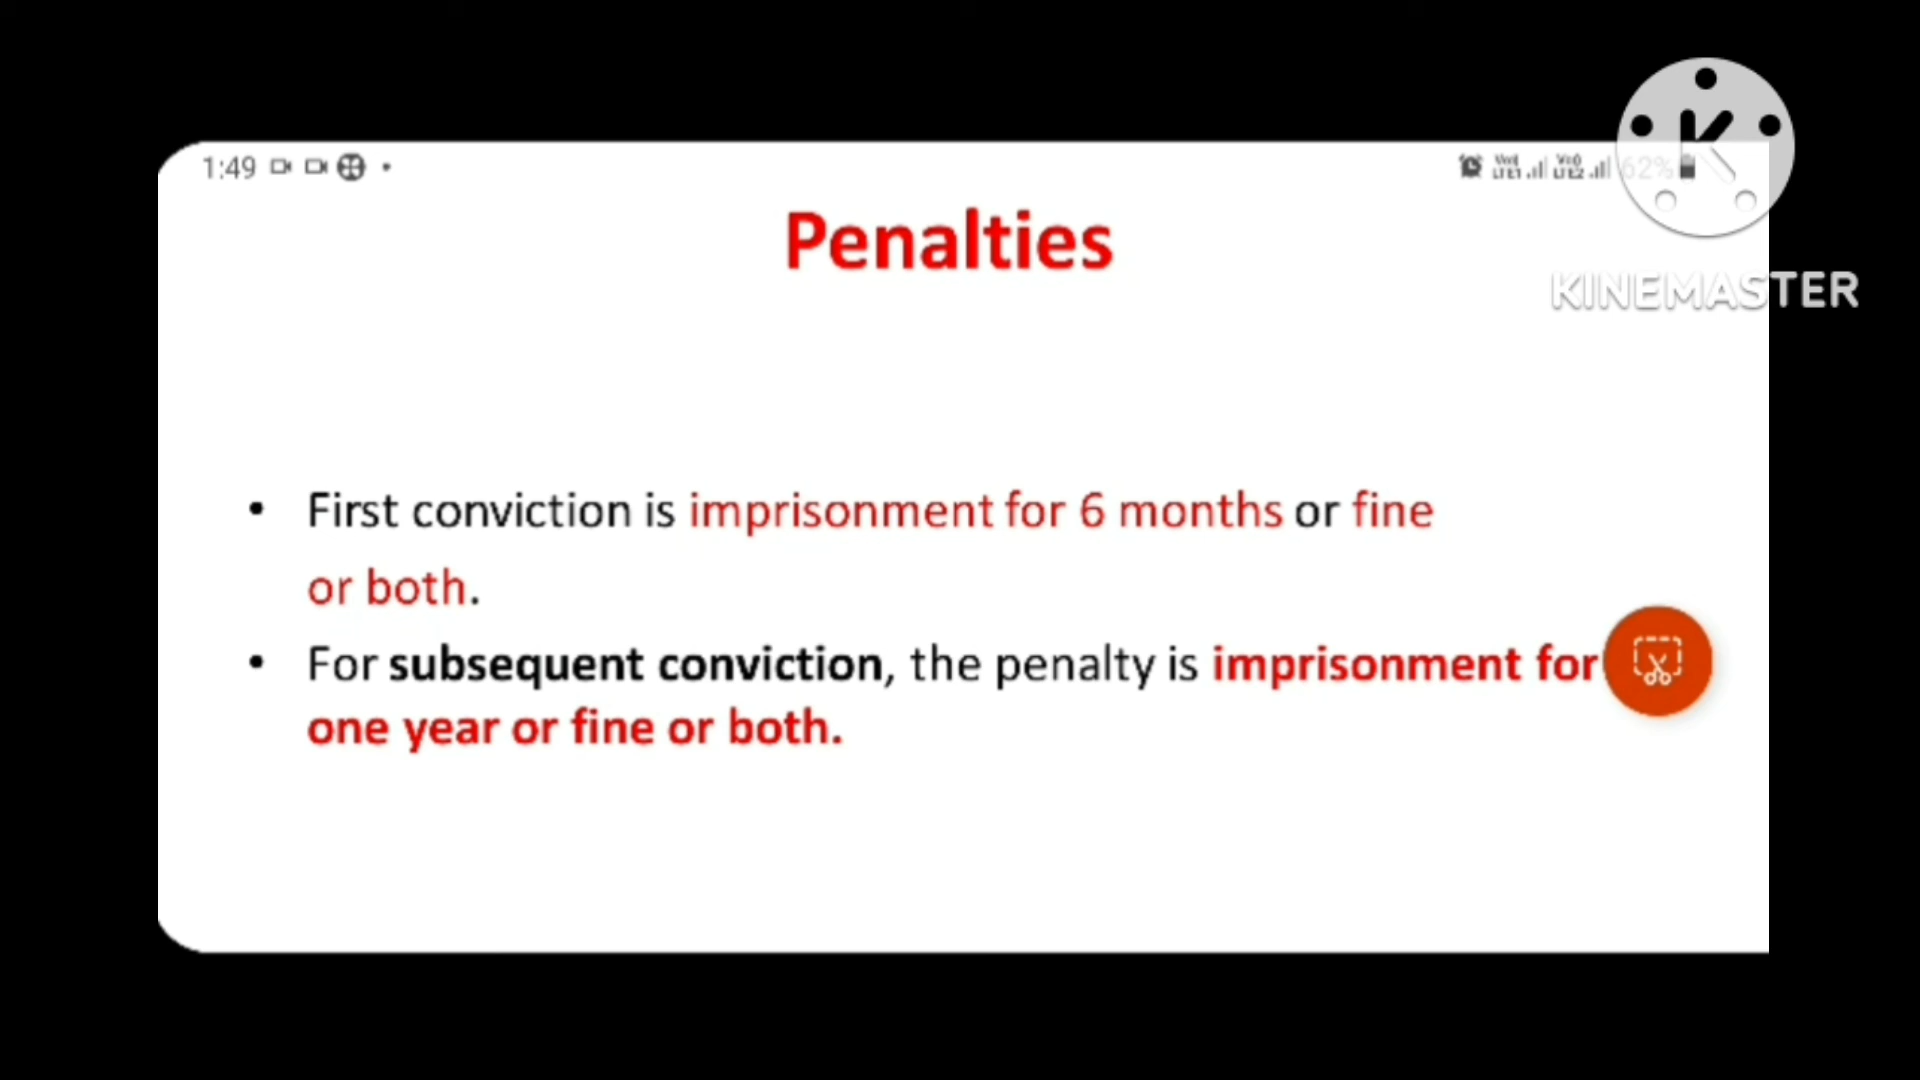 1:49
62%
Penalties
KINEMASTER
• First conviction is imprisonment for 6 months or fine
or both.
• For subsequent conviction, the penalty is imprisonment for
one year or fine or both.